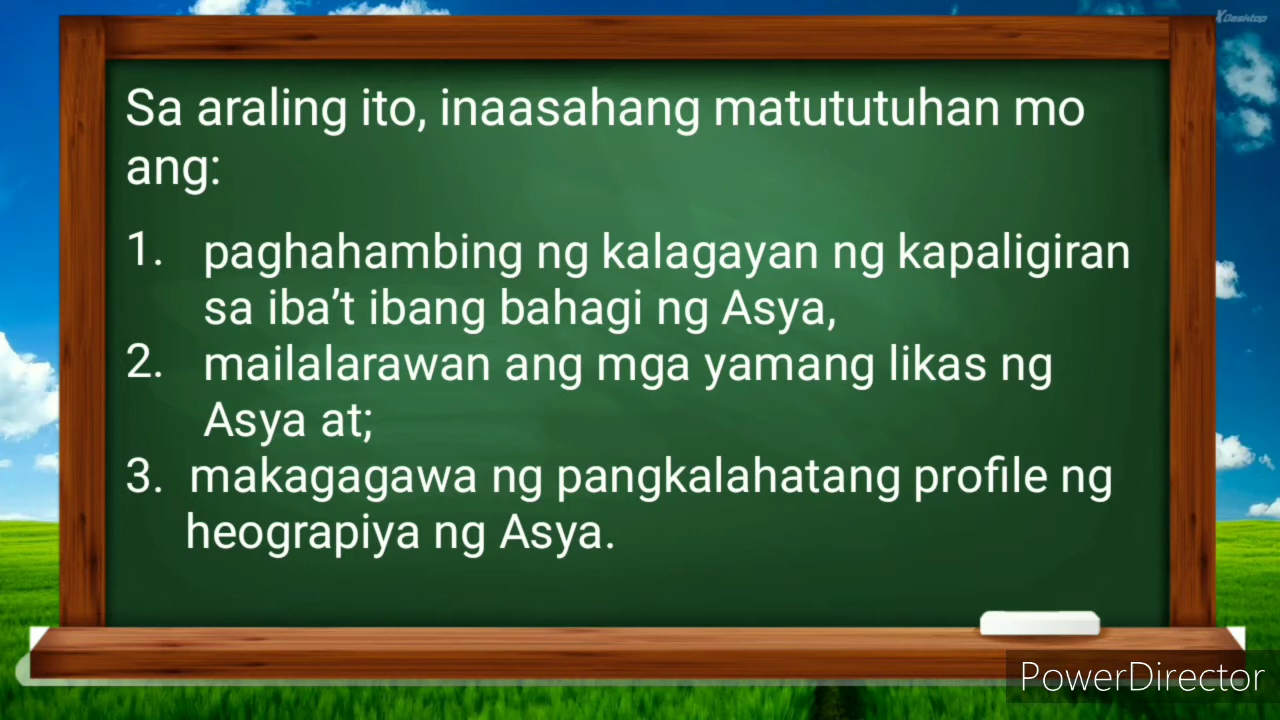 XDesktop
Sa araling ito, inaasahang matututuhan mo
ang:
1. paghahambing ng kalagayan ng kapaligiran
sa iba’t ibang bahagi ng Asya,
2. mailalarawan ang mga yamang likas ng
Asya at;
3. makagagawa ng pangkalahatang profile ng
heograpiya ng Asya.
PowerDirector